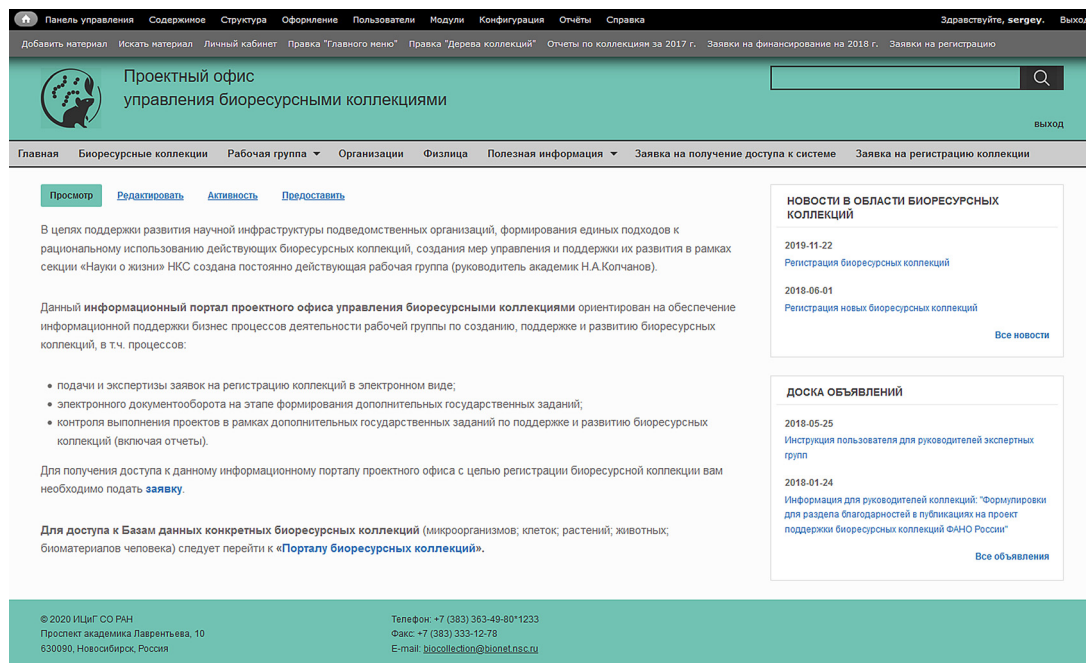 Панель управления Содержимое Структура Оформление Пользователи Модули Конфигурация Отчёты Справка Здравствуйте, sergey. Выход
Добавить материал Искать материал Личный кабинет Правка "Главного меню" Правка "Дерева коллекций" Отчеты по коллекциям за 2017 г. Заявки на финансирование на 2018 г. Заявки на регистрацию
Проектный офис
управления биоресурсными коллекциями
выход
Главная Биоресурсные коллекции Рабочая группа Организации Физлица Полезная информация Заявка на получение доступа к системе Заявка на регистрацию коллекции
Просмотр Редактировать Активность Предоставить
В целях поддержки развития научной инфраструктуры подведомственных организаций, формирования единых подходов к
рациональному использованию действующих биоресурсных коллекций, создания мер управления и поддержки их развития в рамках
секции «Науки о жизни» НКС создана постоянно действующая рабочая группа (руководитель академик Н.А.Колчанов).
Данный информационный портал проектного офиса управления биоресурсными коллекциями ориентирован на обеспечение
информационной поддержки бизнес процессов деятельности рабочей группы по созданию, поддержке и развитию биоресурсных
коллекций, в т.ч. процессов:
• подачи и экспертизы заявок на регистрацию коллекций в электронном виде;
• электронного документооборота на этапе формирования дополнительных государственных заданий;
• контроля выполнения проектов в рамках дополнительных государственных заданий по поддержке и развитию биоресурсных
коллекций (включая отчеты).
Для получения доступа к данному информационному порталу проектного офиса с целью регистрации биоресурсной коллекции вам
необходимо подать заявку.
Для доступа к Базам данных конкретных биоресурсных коллекций (микроорганизмов; клеток; растений; животных;
биоматериалов человека) следует перейти к «Порталу биоресурсных коллекций».
НОВОСТИ В ОБЛАСТИ БИОРЕСУРСНЫХ
КОЛЛЕКЦИЙ
2019-11-22
Регистрация биоресурсных коллекций
2018-06-01
Регистрация новых биоресурсных коллекций
Все новости
ДОСКА ОБЪЯВЛЕНИЙ
2018-05-25
Инструкция пользователя для руководителей экспертных
групп
2018-01-24
Информация для руководителей коллекций: "Формулировки
для раздела благодарностей в публикациях на проект
поддержки биоресурсных коллекций ФАНО России"
Все объявления
© 2020 ИЦиГ СО РАН
Проспект академика Лаврентьева, 10
630090, Новосибирск, Россия
Телефон: +7 (383) 363-49-80*1233
Факс: +7 (383) 333-12-78
E-mail: biocollection@bionet.nsc.ru